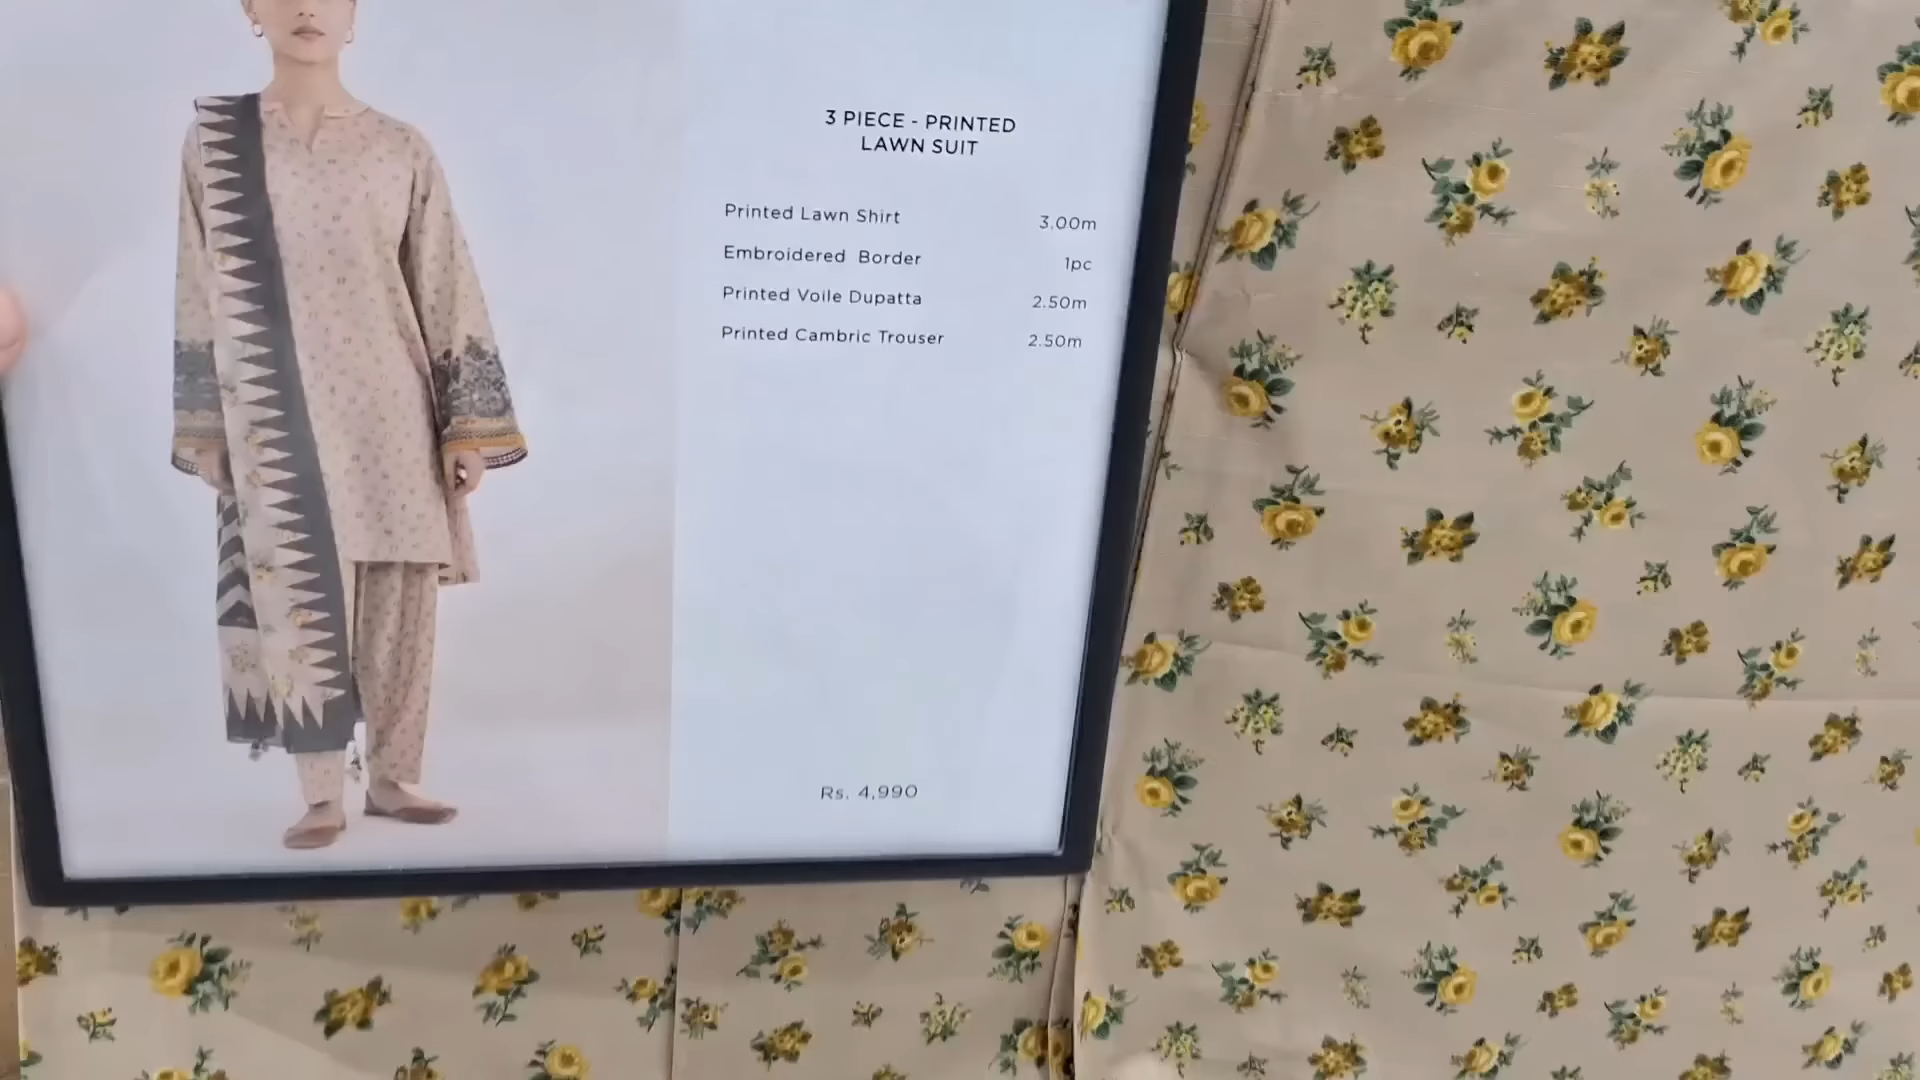 3 PIECE - PRINTED
LAWN SUIT
Printed Lawn Shirt 3.00m
Embroidered Border 1pc
Printed Voile Dupatta 2.50m
Printed Cambric Trouser 2.50m
Rs. 4,990